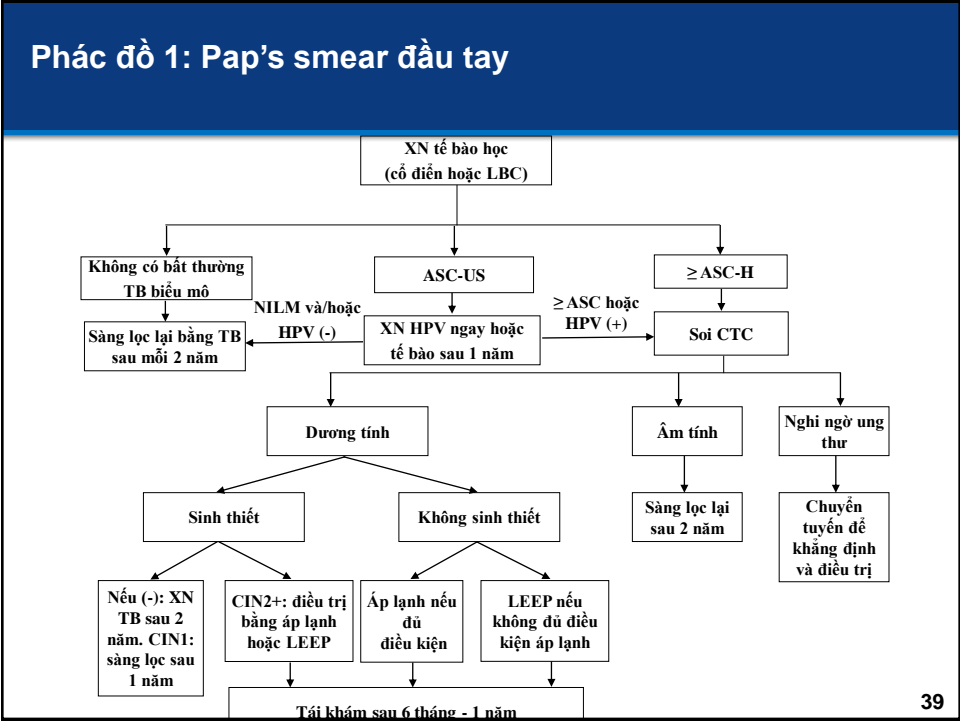 Phác đồ 1: Pap's smear đầu tay
XN tế bào học
(cổ điển hoặc LBC)
Không có bất thường
TB biểu mô
ASC-US
≥ ASC-H
NILM và/hoặc
HPV (-)
≥ ASC hoặc
HPV (+)
Sàng lọc lại bằng TB
sau mỗi 2 năm
XN HPV ngay hoặc
tế bào sau 1 năm
Soi CTC
Dương tính
Âm tính
Nghi ngờ ung
thư
Sinh thiết
Không sinh thiết
Sàng lọc lại
sau 2 năm
Chuyển
tuyến để
khẳng định
và điều trị
Nếu (-): XN
TB sau 2
năm. CIN1:
sàng lọc sau
1 năm
CIN2+: điều trị
bằng áp lạnh
hoặc LEEP
Áp lạnh nếu
đủ
điều kiện
LEEP nếu
không đủ điều
kiện áp lạnh
Tái khám sau 6 tháng - 1 năm
39